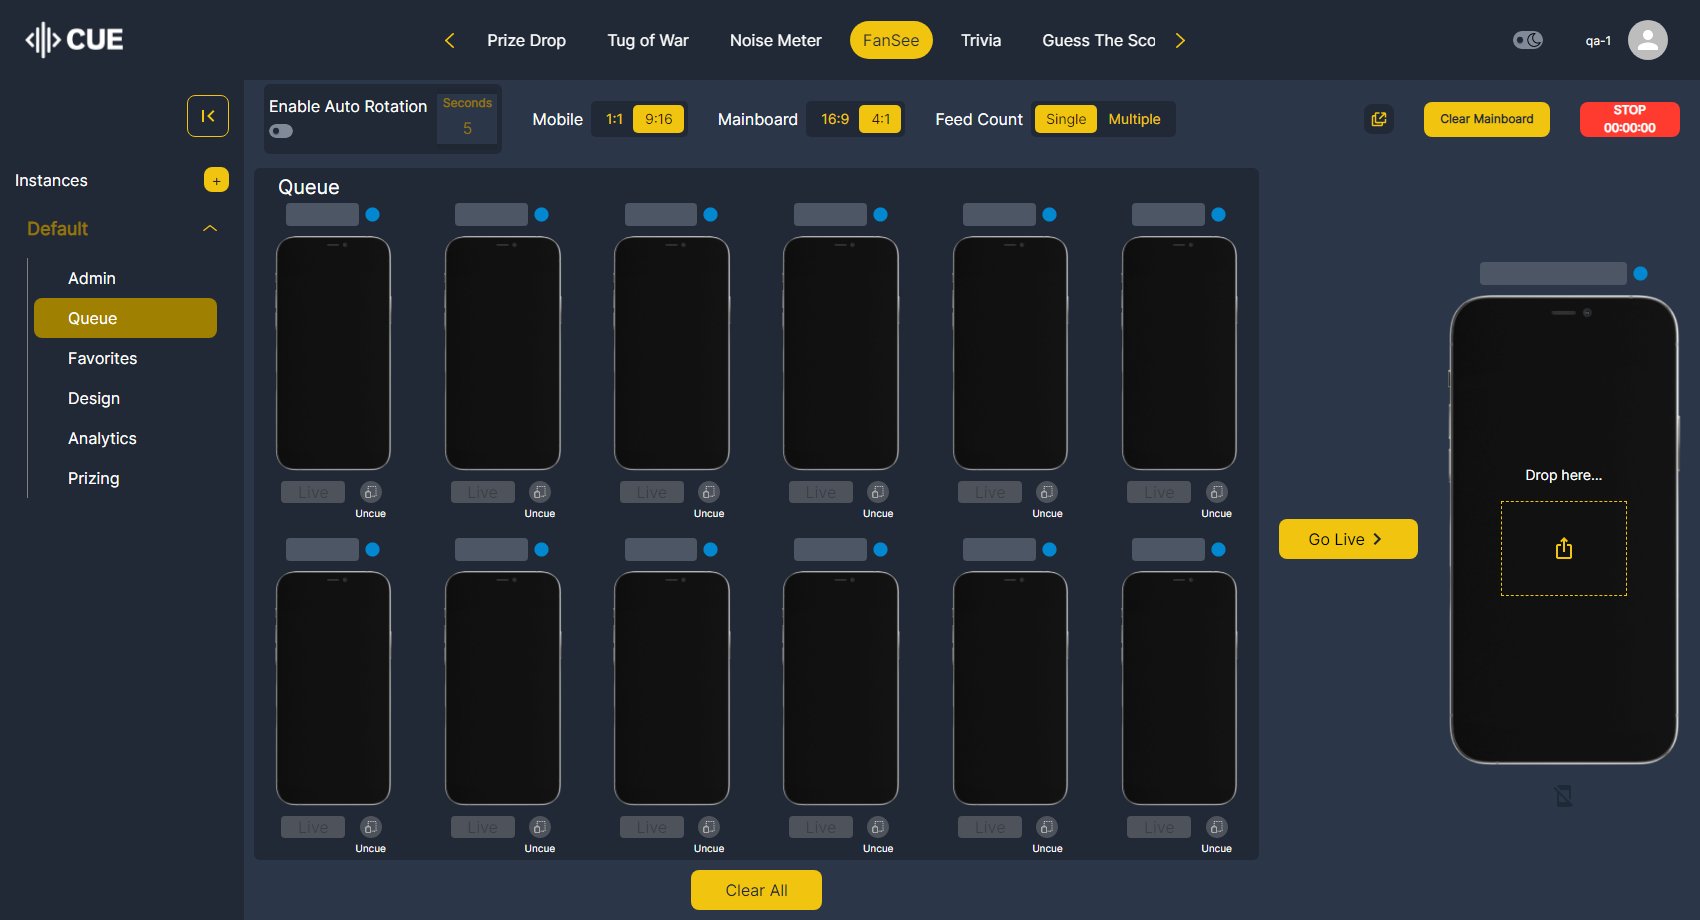 CUE
Prize Drop
Tug of War
Noise Meter
FanSee
Trivia
Guess The Sco
qa-1
Enable Auto Rotation
Seconds
5
Mobile
1:1
9:16
Mainboard
16:9
4:1
Feed Count
Single
Multiple
Clear Mainboard
STOP
00:00:00
Instances
+
Default
Admin
Queue
Favorites
Design
Analytics
Prizing
Queue
Live
Uncue
Live
Uncue
Live
Uncue
Live
Uncue
Live
Uncue
Live
Uncue
Live
Uncue
Live
Uncue
Live
Uncue
Live
Uncue
Live
Uncue
Live
Uncue
Clear All
Go Live
Drop here...